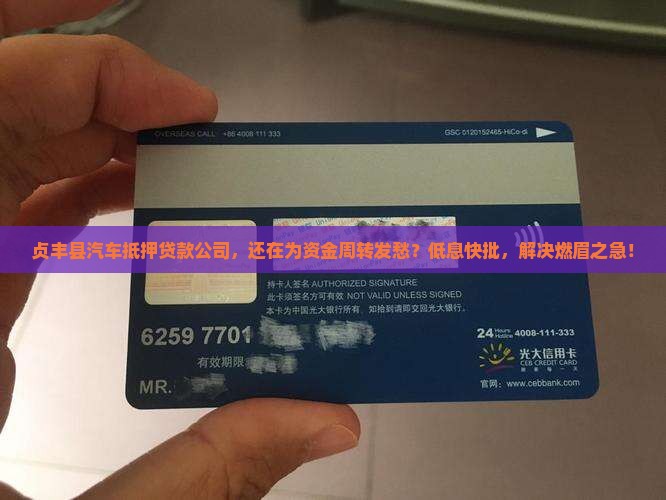 OVERSEAS CALL: +86 4008 111 333
GSC 0120152465-HiCo-di
贞丰县汽车抵押贷款公司，还在为资金周转发愁？低息快批，解决燃眉之急！
持卡人签名 AUTHORIZED SIGNATURE
此卡须签名方可有效 NOT VALID UNLESS SIGNED
本卡为中国光大银行所有，如拾到请即交回光大银行。
6259 7701
24 Hours Hotline 4008-111-333
有效期限
光大信用卡
CEB CREDIT CARD
MR.
官网：www.cebbank.com